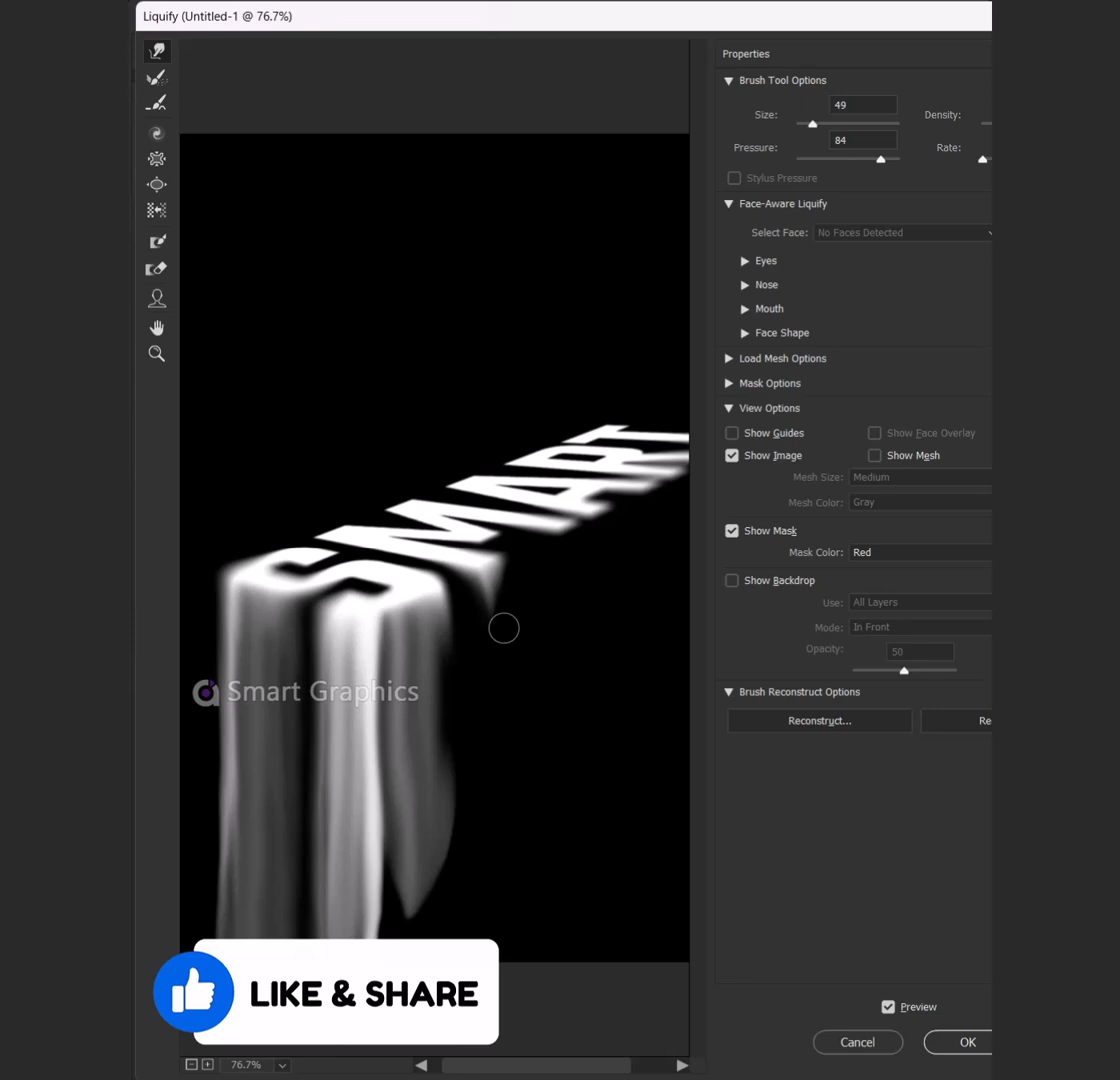 Liquify (Untitled-1 @ 76.7%)
Properties
Brush Tool Options
Size:
49
Density:
Pressure:
84
Rate:
Stylus Pressure
Face-Aware Liquify
Select Face:
No Faces Detected
Eyes
Nose
Mouth
Face Shape
Load Mesh Options
Mask Options
View Options
Show Guides
Show Face Overlay
Show Image
Show Mesh
Mesh Size:
Medium
Mesh Color:
Gray
Show Mask
Mask Color:
Red
Show Backdrop
Use:
All Layers
Mode:
In Front
Opacity:
50
Brush Reconstruct Options
Reconstruct...
Re
SMART
Smart Graphics
LIKE & SHARE
Preview
Cancel
OK
76.7%